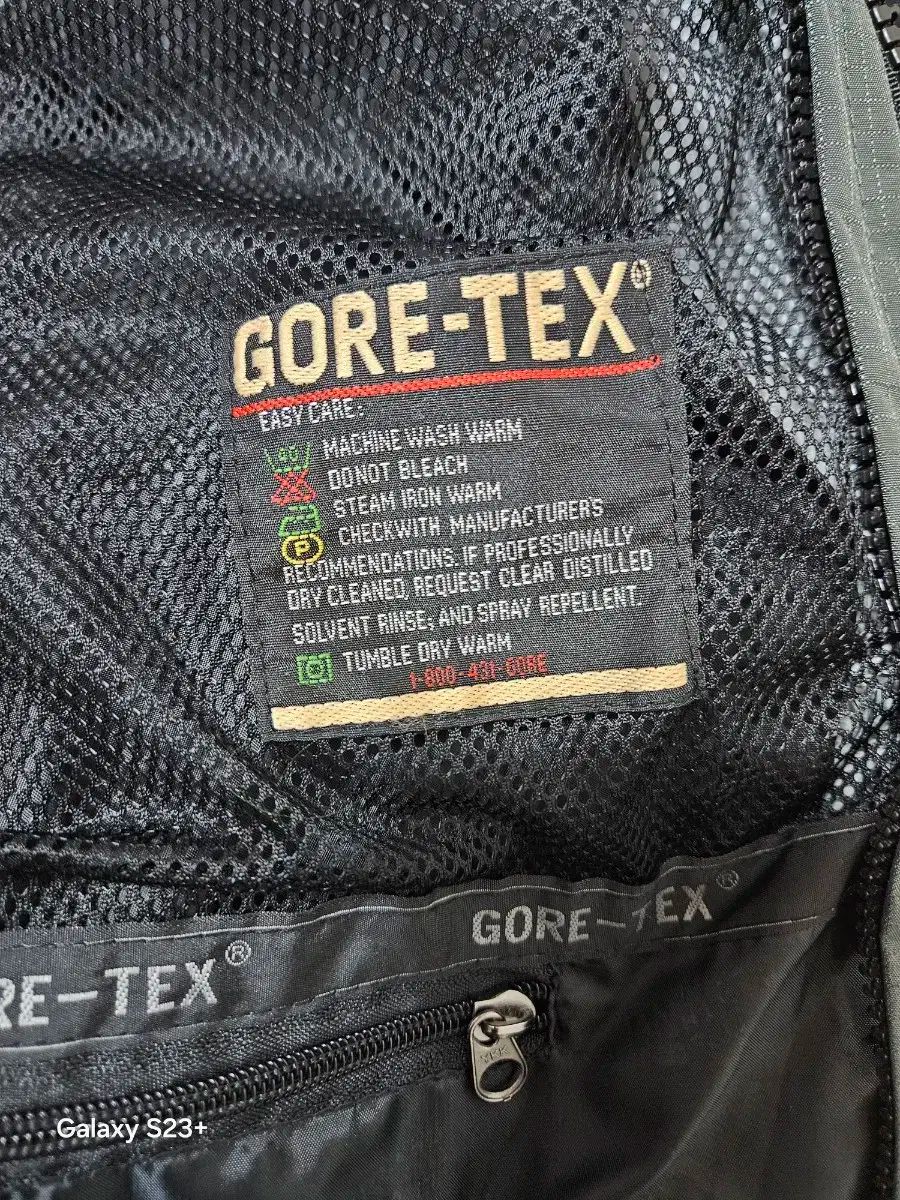 GORE-TEX®
EASY CARE:
40 MACHINE WASH WARM
DO NOT BLEACH
STEAM IRON WARM
P CHECKWITH MANUFACTURER'S
RECOMMENDATIONS. IF PROFESSIONALLY
DRY CLEANED, REQUEST CLEAR DISTILLED
SOLVENT RINSE; AND SPRAY REPELLENT.
TUMBLE DRY WARM
1-800-431-GORE
GORE-TEX®
RE-TEX®
YKK
Galaxy S23+